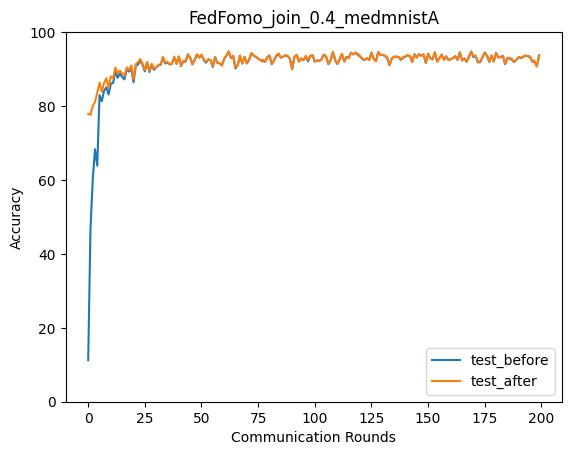 FedFomo_join_0.4_medmnistA
100
80
60
40
20
0
Accuracy
0 25 50 75 100 125 150 175 200
Communication Rounds
test_before
test_after